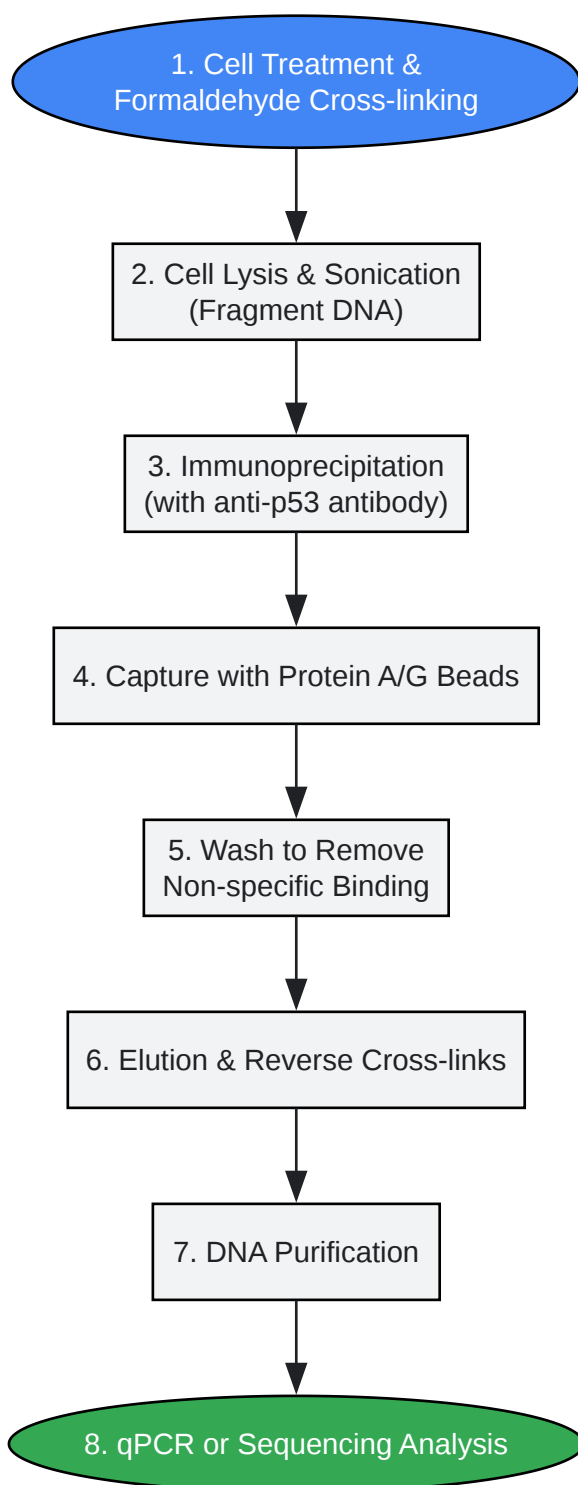 1. Cell Treatment &
Formaldehyde Cross-linking
2. Cell Lysis & Sonication
(Fragment DNA)
3. Immunoprecipitation
(with anti-p53 antibody)
4. Capture with Protein A/G Beads
5. Wash to Remove
Non-specific Binding
6. Elution & Reverse Cross-links
7. DNA Purification
8. qPCR or Sequencing Analysis